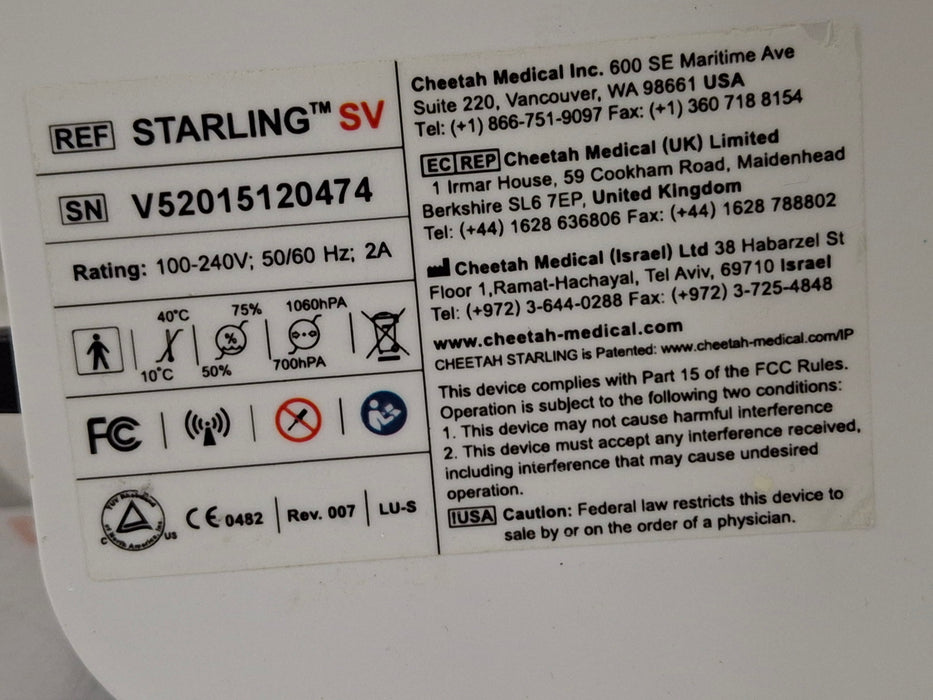 REF STARLING™ SV
SN V52015120474
Rating: 100-240V; 50/60 Hz; 2A
40°C
10°C
75%
%
50%
1060hPA
700hPA
FC
CE 0482
Rev. 007
LU-S
C
US
Cheetah Medical Inc. 600 SE Maritime Ave
Suite 220, Vancouver, WA 98661 USA
Tel: (+1) 866-751-9097 Fax: (+1) 360 718 8154
EC REP Cheetah Medical (UK) Limited
1 Irmar House, 59 Cookham Road, Maidenhead
Berkshire SL6 7EP, United Kingdom
Tel: (+44) 1628 636806 Fax: (+44) 1628 788802
Cheetah Medical (Israel) Ltd 38 Habarzel St
Floor 1,Ramat-Hachayal, Tel Aviv, 69710 Israel
Tel: (+972) 3-644-0288 Fax: (+972) 3-725-4848
www.cheetah-medical.com
CHEETAH STARLING is Patented: www.cheetah-medical.com/IP
This device complies with Part 15 of the FCC Rules.
Operation is subject to the following two conditions:
1. This device may not cause harmful interference
2. This device must accept any interference received,
including interference that may cause undesired
operation.
IUSA Caution: Federal law restricts this device to
sale by or on the order of a physician.